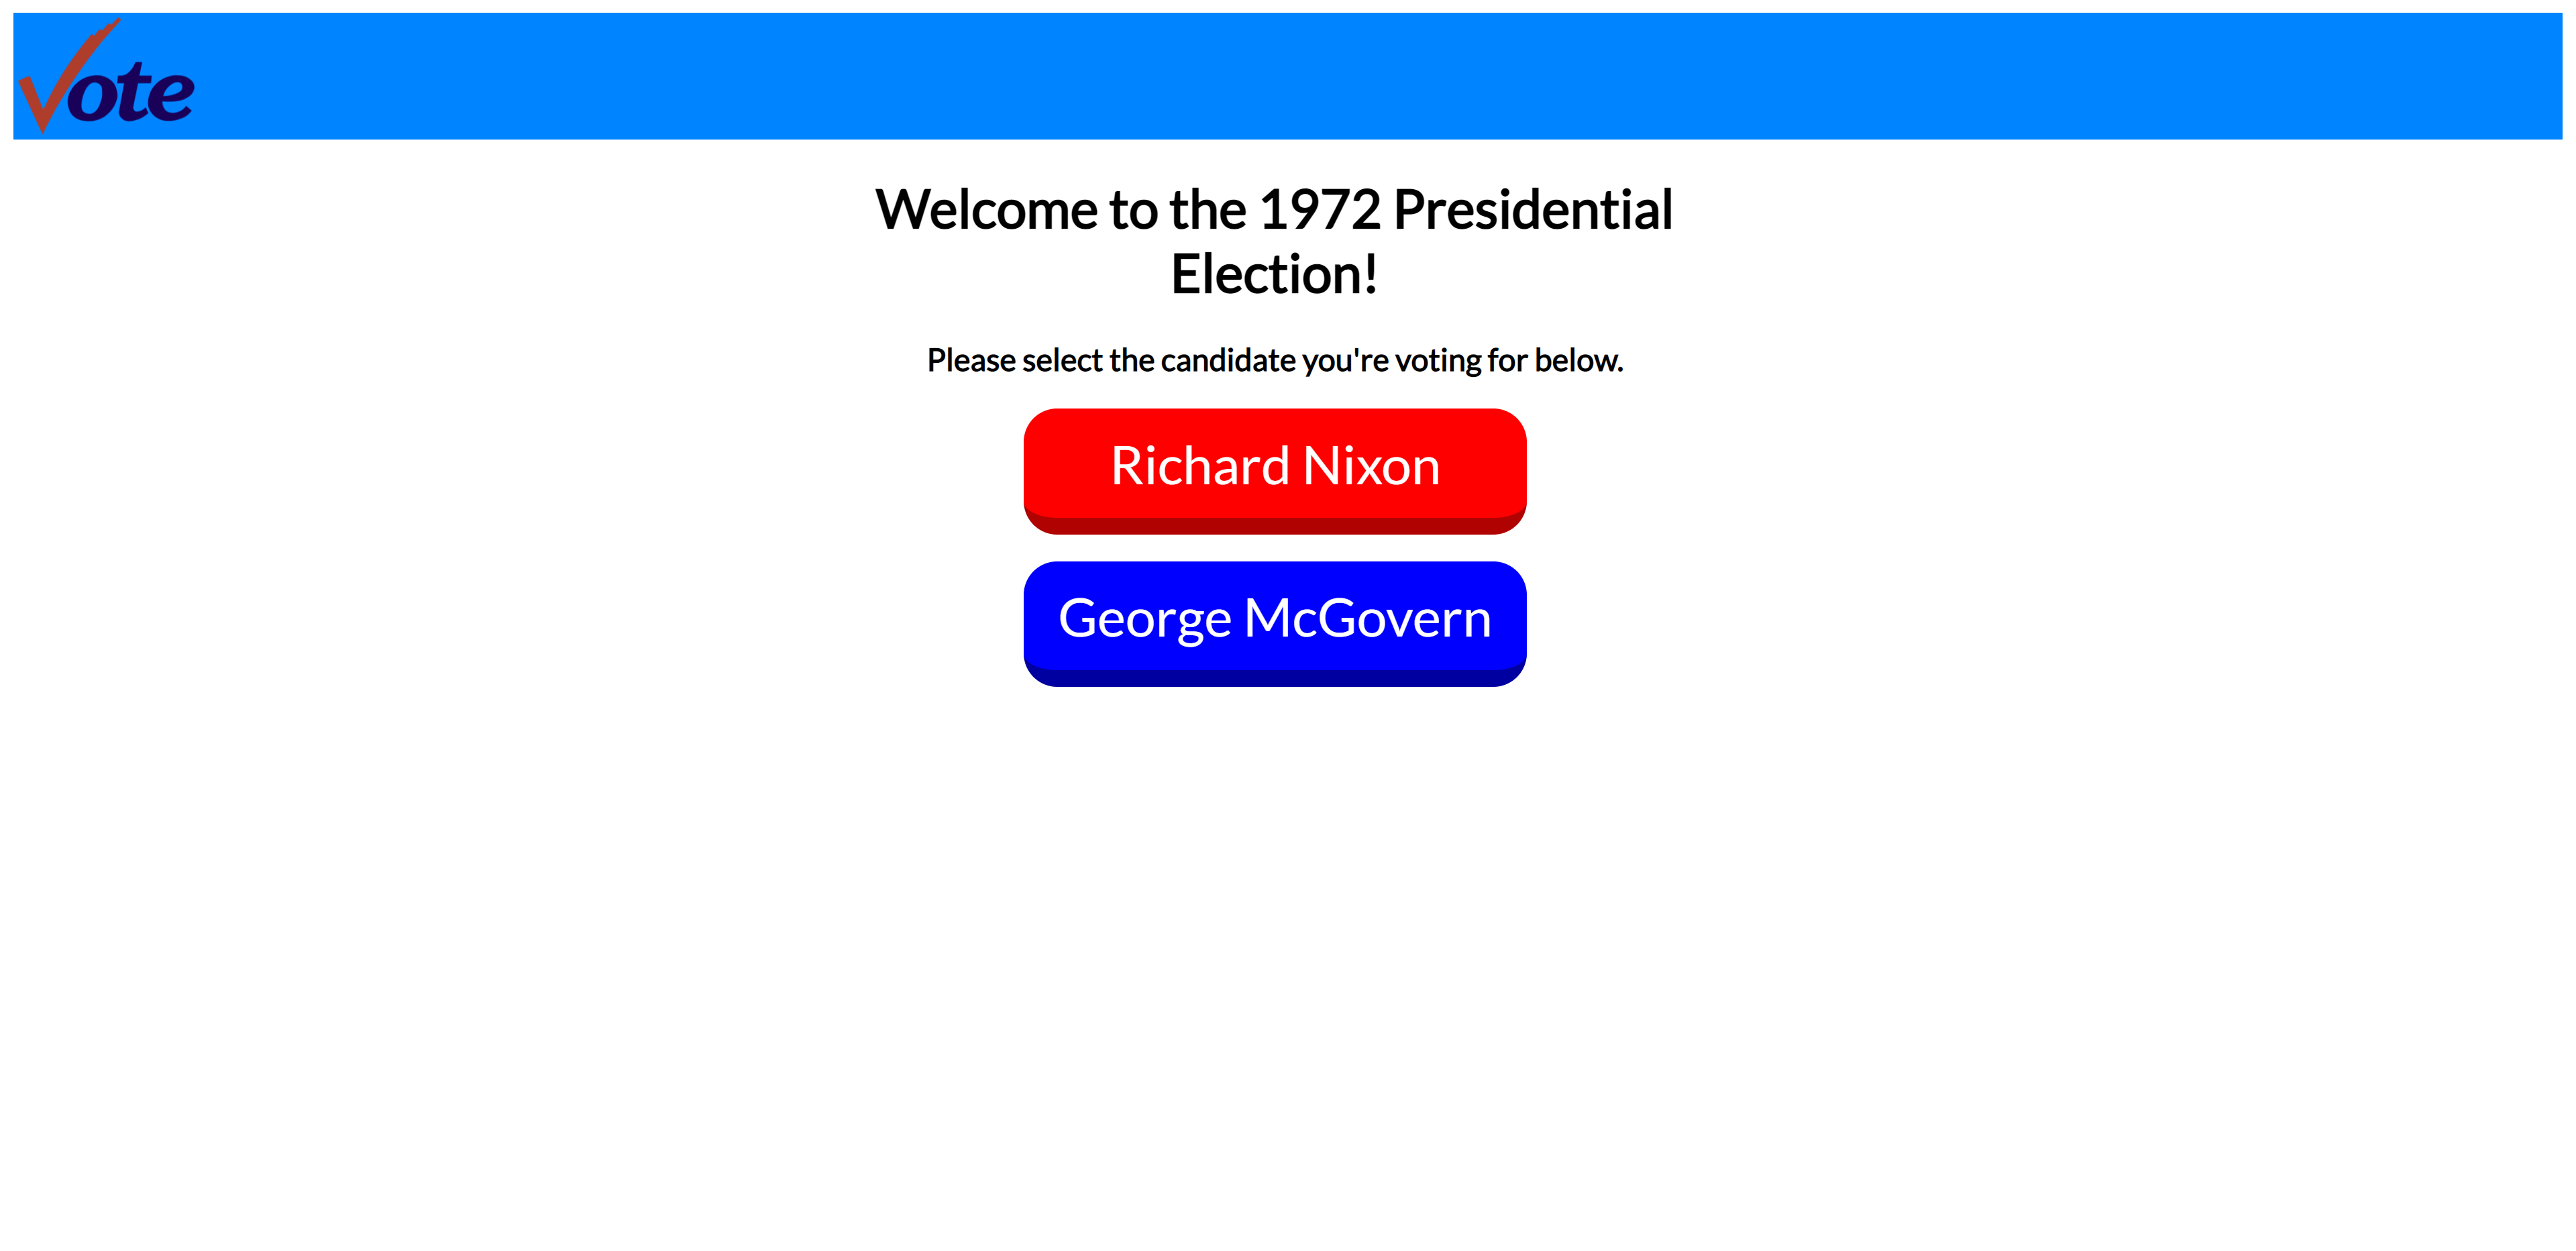 Vote
Welcome to the 1972 Presidential
Election!
Please select the candidate you're voting for below.
Richard Nixon
George McGovern